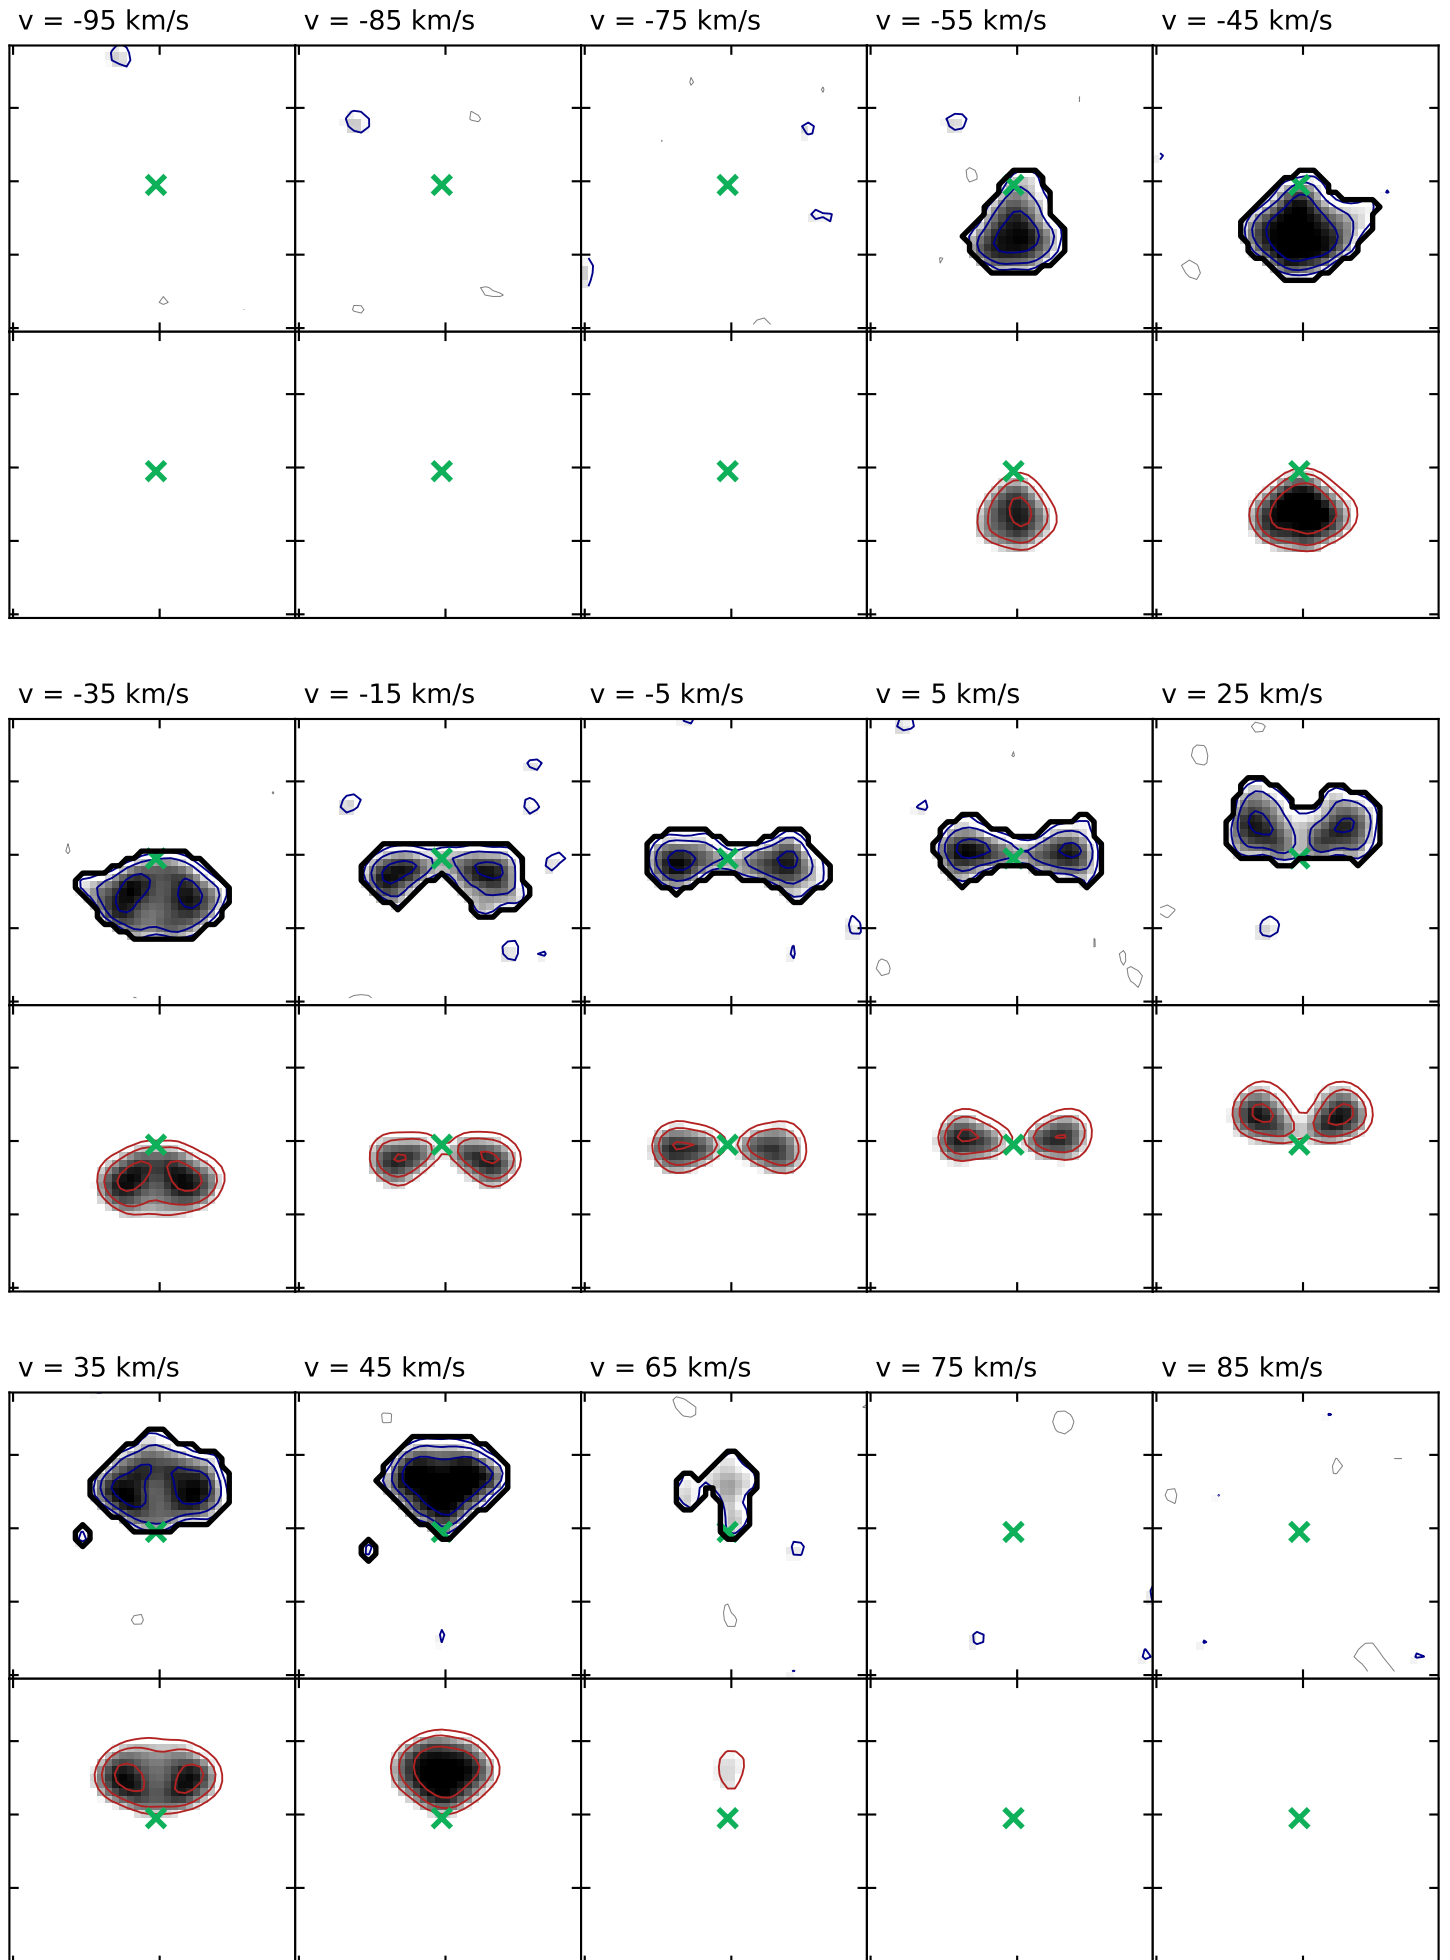 v = -95 km/s v = -85 km/s v = -75 km/s v = -55 km/s v = -45 km/s
v = -35 km/s v = -15 km/s v = -5 km/s v = 5 km/s v = 25 km/s
v = 35 km/s v = 45 km/s v = 65 km/s v = 75 km/s v = 85 km/s